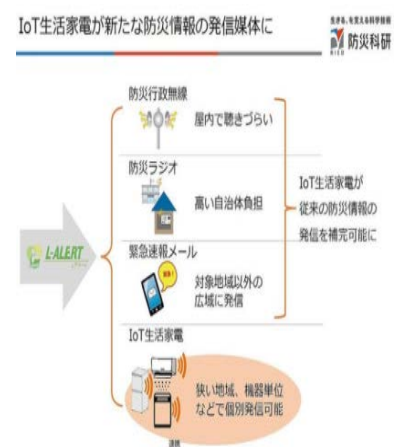 IoT生活家電が新たな防災情報の発信媒体に
生きる、を支える科学技術
防災科研
NIED
防災行政無線
屋内で聴きづらい
防災ラジオ
高い自治体負担
IoT生活家電が
従来の防災情報の
発信を補完可能に
L-ALERT
緊急速報メール
対象地域以外の
広域に発信
IoT生活家電
狭い地域、機器単位
などで個別発信可能